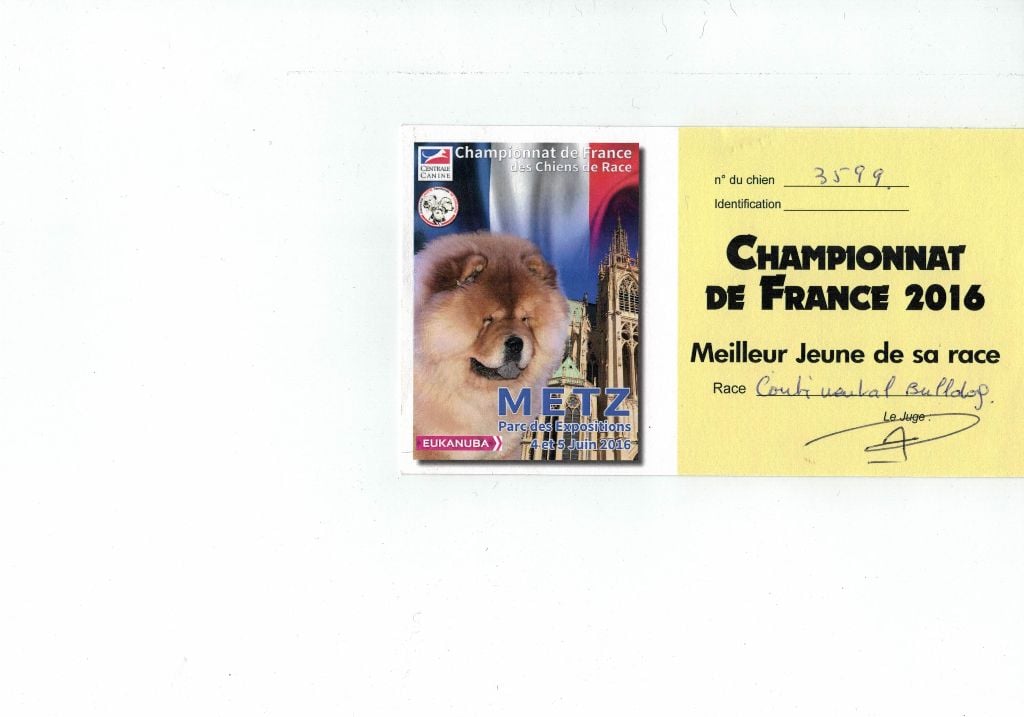 CENTRALE
CANINE
Championnat de France
des Chiens de Race
METZ
Parc des Expositions
4 et 5 Juin 2016
EUKANUBA
n° du chien 3599
Identification
CHAMPIONNAT
DE FRANCE 2016
Meilleur Jeune de sa race
Race Continental Bulldog.
Le Juge :